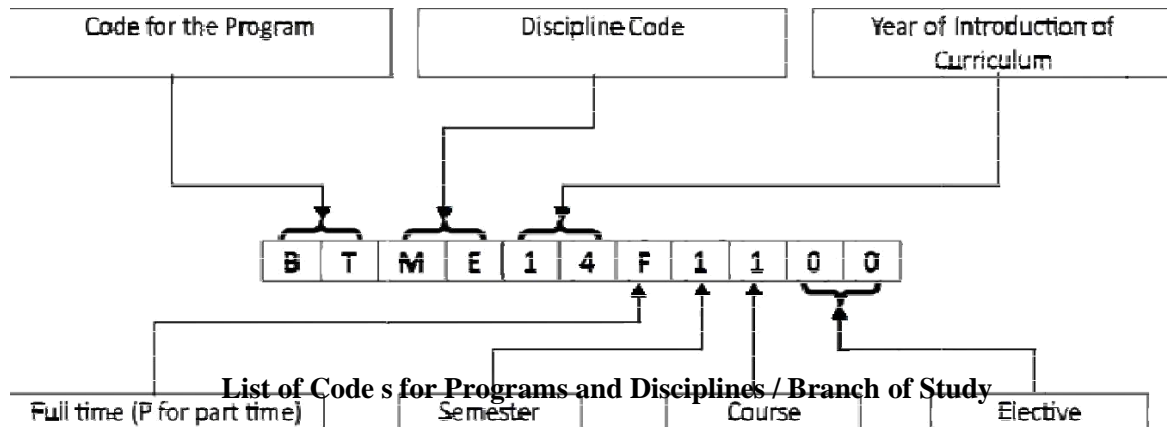 Code for the Program
Discipline Code
Year of Introduction of
Curriculum
B T M E 1 4 F 1 1 0 0
List of Code s for Programs and Disciplines / Branch of Study
Full time (P for part time)
Semester
Course
Elective